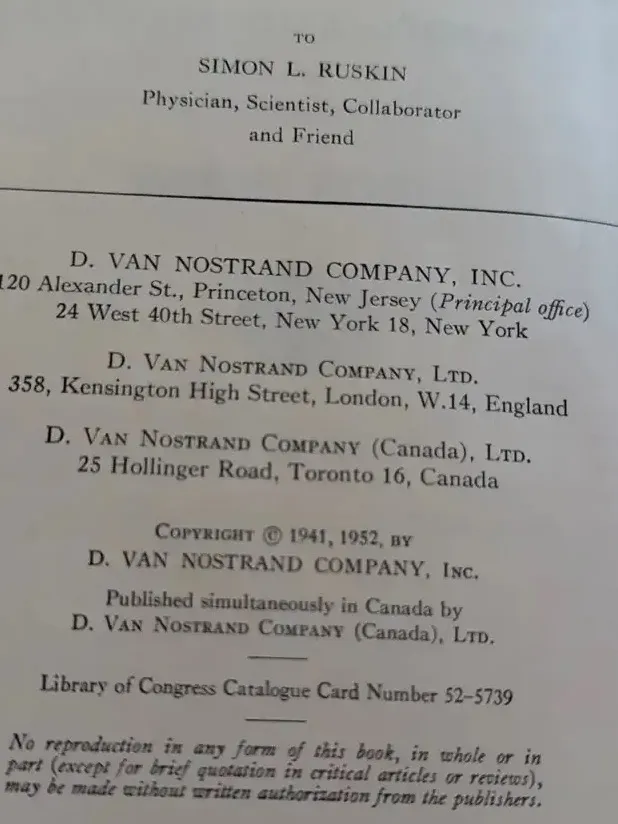 TO
SIMON L. RUSKIN
Physician, Scientist, Collaborator
and Friend
D. VAN NOSTRAND COMPANY, INC.
120 Alexander St., Princeton, New Jersey (Principal office)
24 West 40th Street, New York 18, New York
D. VAN NOSTRAND COMPANY, LTD.
358, Kensington High Street, London, W.14, England
D. VAN NOSTRAND COMPANY (Canada), LTD.
25 Hollinger Road, Toronto 16, Canada
COPYRIGHT © 1941, 1952, BY
D. VAN NOSTRAND COMPANY, INC.
Published simultaneously in Canada by
D. VAN NOSTRAND COMPANY (Canada), LTD.
Library of Congress Catalogue Card Number 52-5739
No reproduction in any form of this book, in whole or in
part (except for brief quotation in critical articles or reviews),
may be made without written authorization from the publishers.